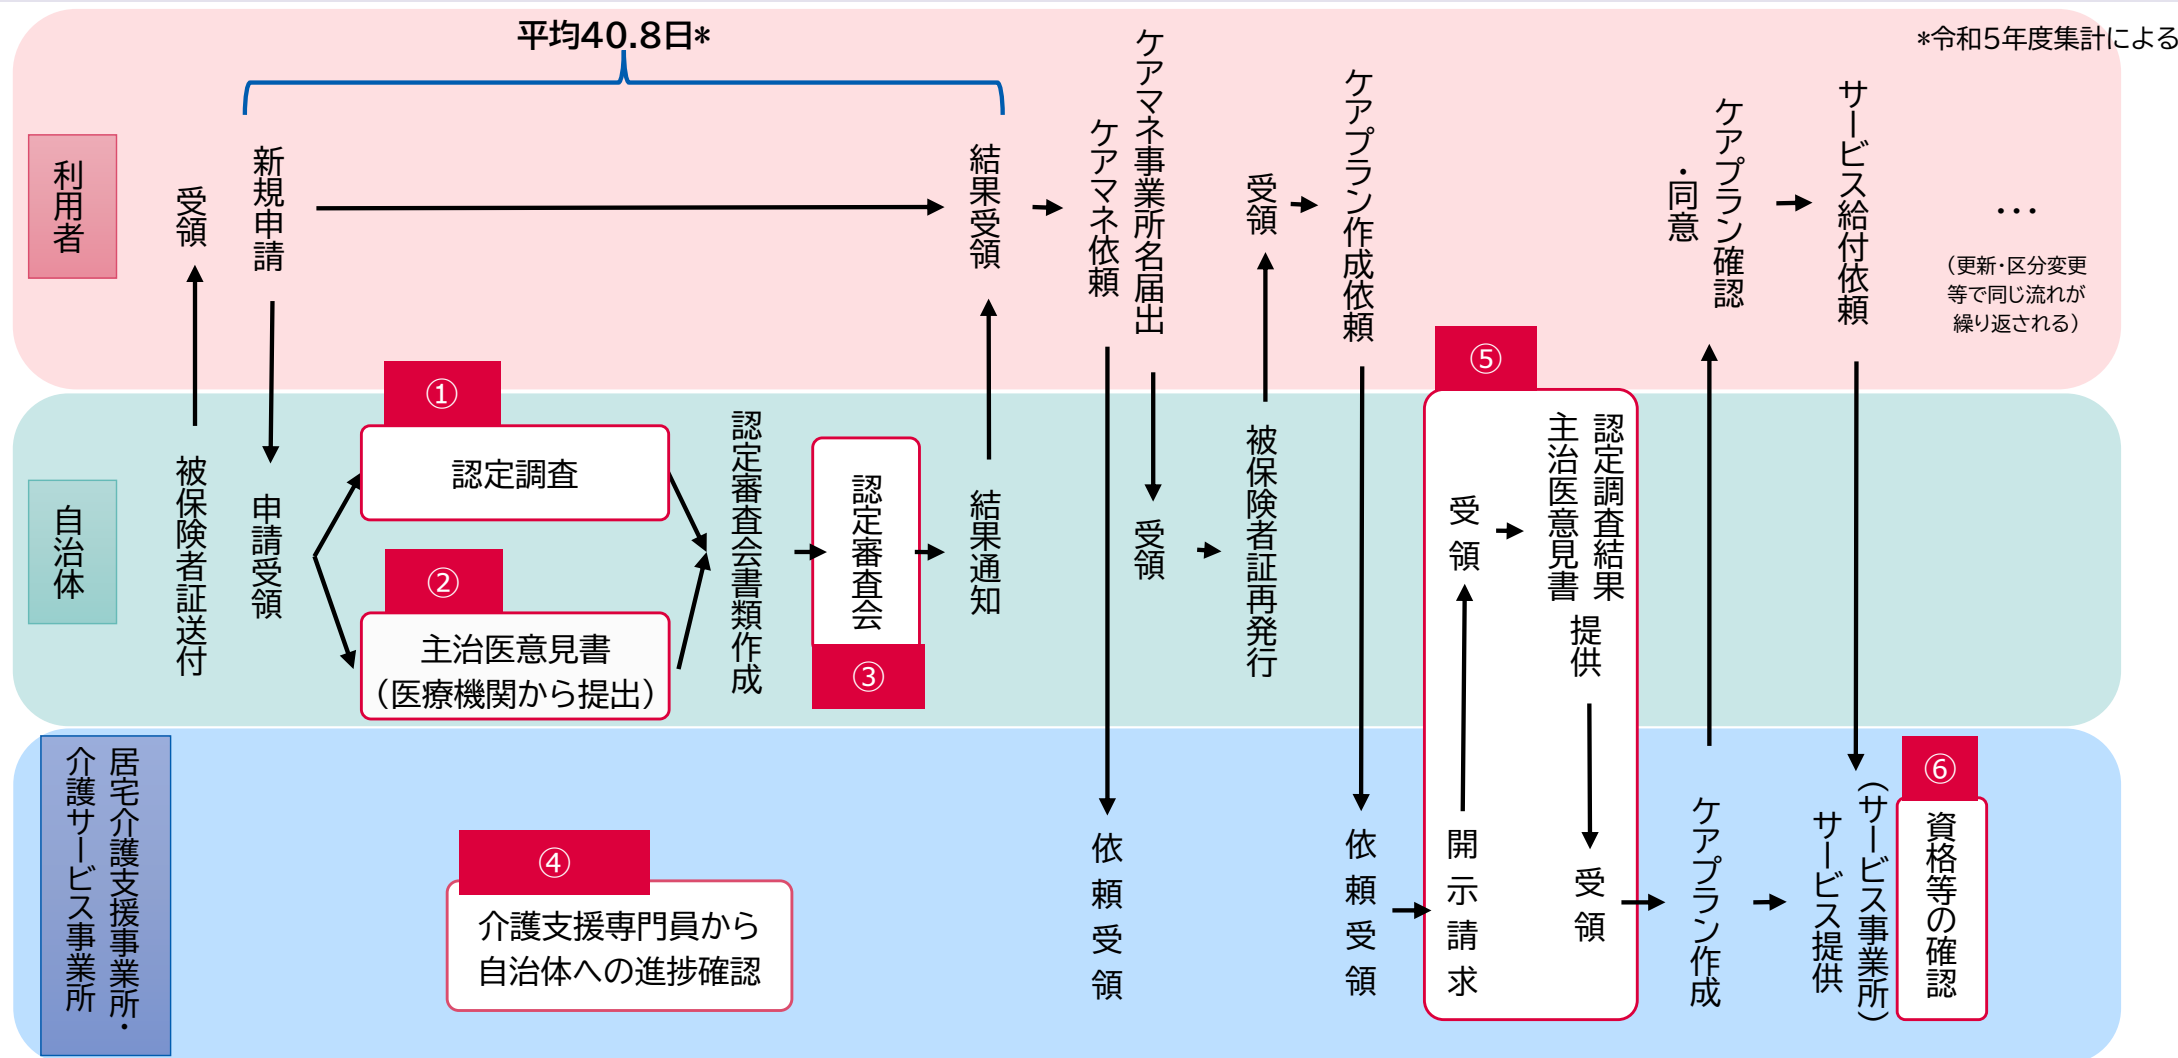 平均40.8日*
*令和5年度集計による
利用者
受領
新規申請
結果受領
ケアマネ事業所名届出
ケアマネ依頼
受領
ケアプラン作成依頼
ケアプラン確認
・同意
サービス給付依頼
…
（更新・区分変更
等で同じ流れが
繰り返される）
自治体
被保険者証送付
申請受領
①
認定調査
②
主治医意見書
（医療機関から提出）
認定審査会書類作成
認定審査会
③
結果通知
受領
被保険者証再発行
⑤
受領
認定調査結果
主治医意見書
提供
居宅介護支援事業所・
介護サービス事業所
④
介護支援専門員から
自治体への進捗確認
依頼受領
依頼受領
開示請求
受領
ケアプラン作成
（サービス事業所）
サービス提供
⑥
資格等の確認